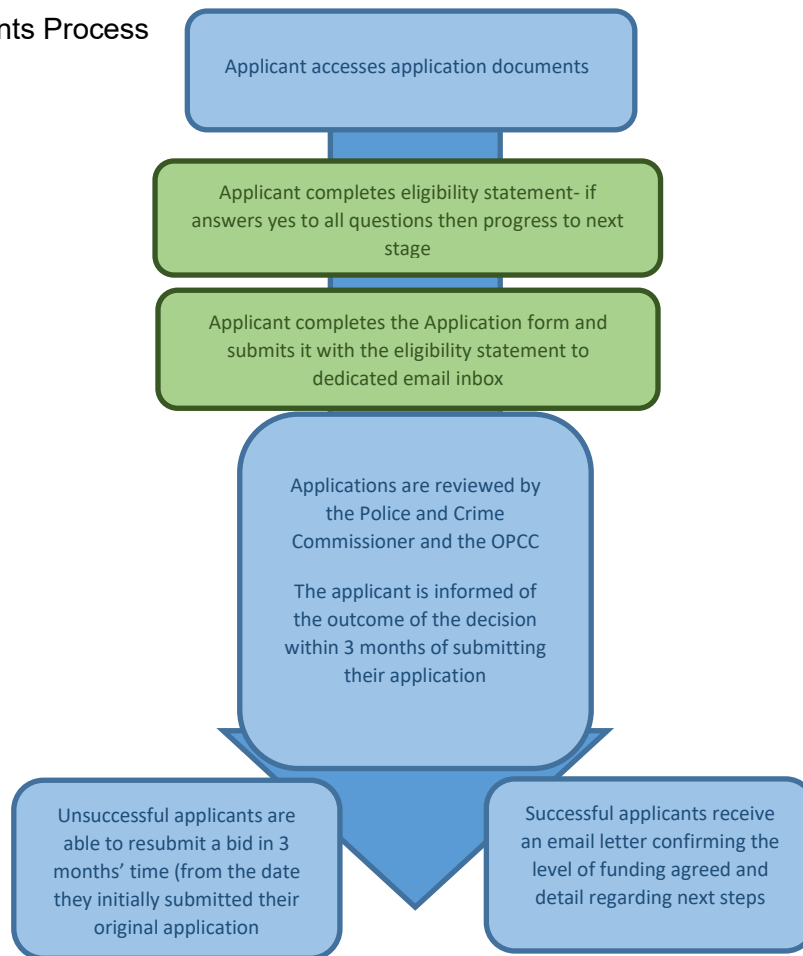 nts Process
Applicant accesses application documents
Applicant completes eligibility statement- if
answers yes to all questions then progress to next
stage
Applicant completes the Application form and
submits it with the eligibility statement to
dedicated email inbox
Applications are reviewed by
the Police and Crime
Commissioner and the OPCC
The applicant is informed of
the outcome of the decision
within 3 months of submitting
their application
Unsuccessful applicants are
able to resubmit a bid in 3
months’ time (from the date
they initially submitted their
original application
Successful applicants receive
an email letter confirming the
level of funding agreed and
detail regarding next steps